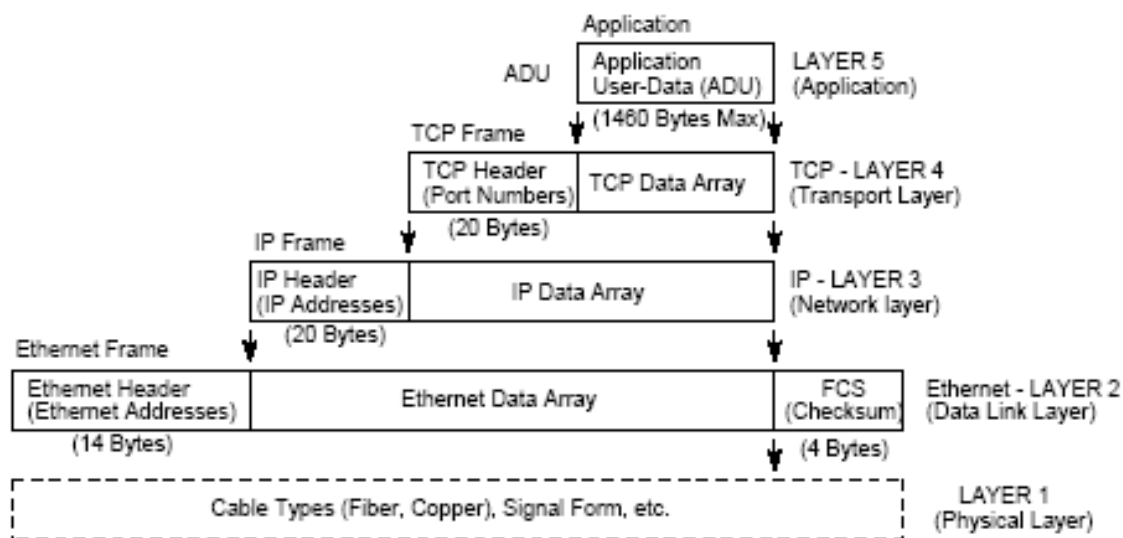 Application
ADU
Application
User-Data (ADU)
LAYER 5
(Application)
(1460 Bytes Max)
TCP Frame
TCP Header
(Port Numbers)
TCP Data Array
TCP - LAYER 4
(Transport Layer)
(20 Bytes)
IP Frame
IP Header
(IP Addresses)
IP Data Array
IP - LAYER 3
(Network layer)
(20 Bytes)
Ethernet Frame
Ethernet Header
(Ethernet Addresses)
Ethernet Data Array
FCS
(Checksum)
Ethernet - LAYER 2
(Data Link Layer)
(14 Bytes)
(4 Bytes)
Cable Types (Fiber, Copper), Signal Form, etc.
LAYER 1
(Physical Layer)